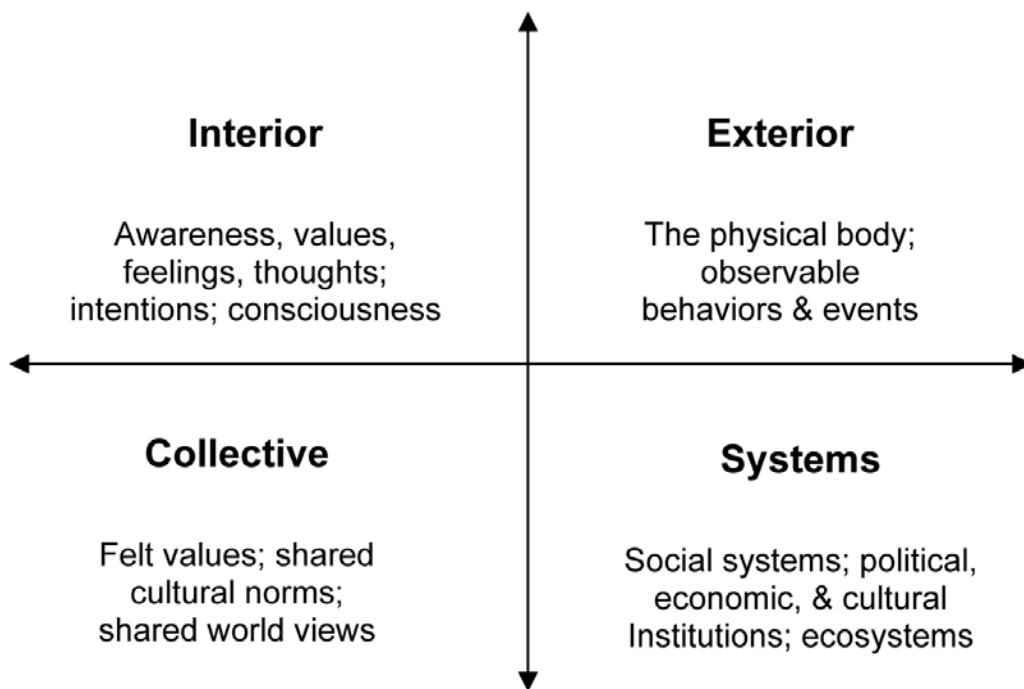 Interior
Awareness, values,
feelings, thoughts;
intentions; consciousness
Exterior
The physical body;
observable
behaviors & events
Collective
Felt values; shared
cultural norms;
shared world views
Systems
Social systems; political,
economic, & cultural
Institutions; ecosystems